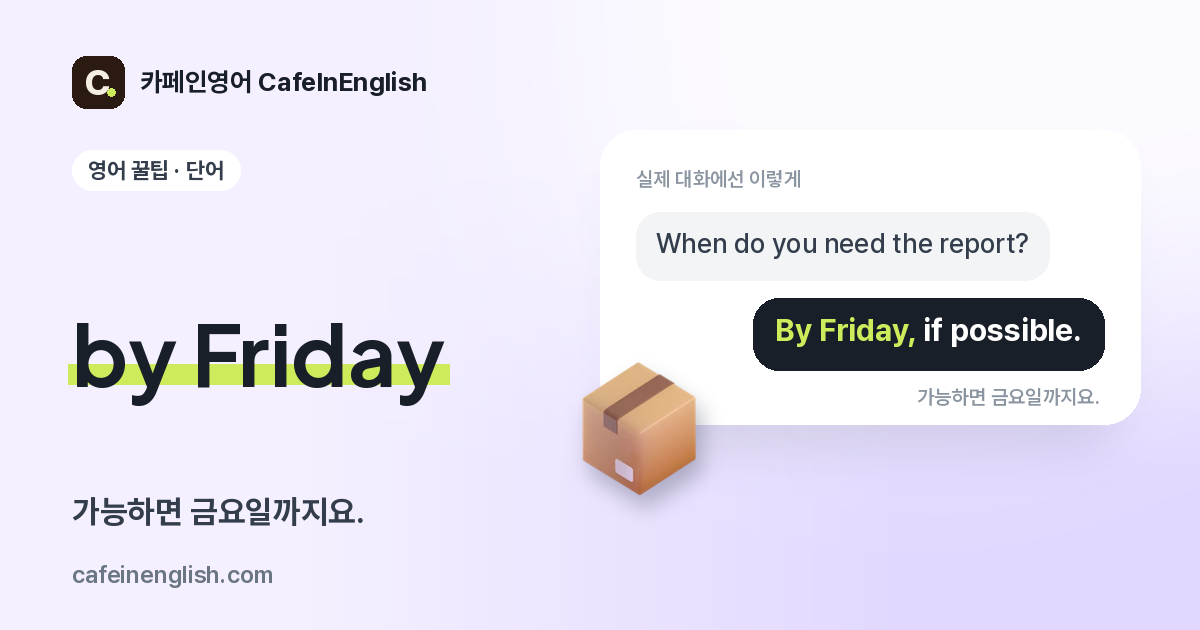 C
카페인영어 CafeInEnglish
영어 꿀팁 · 단어
by Friday
가능하면 금요일까지요.
cafeinenglish.com
실제 대화에선 이렇게
When do you need the report?
By Friday, if possible.
가능하면 금요일까지요.